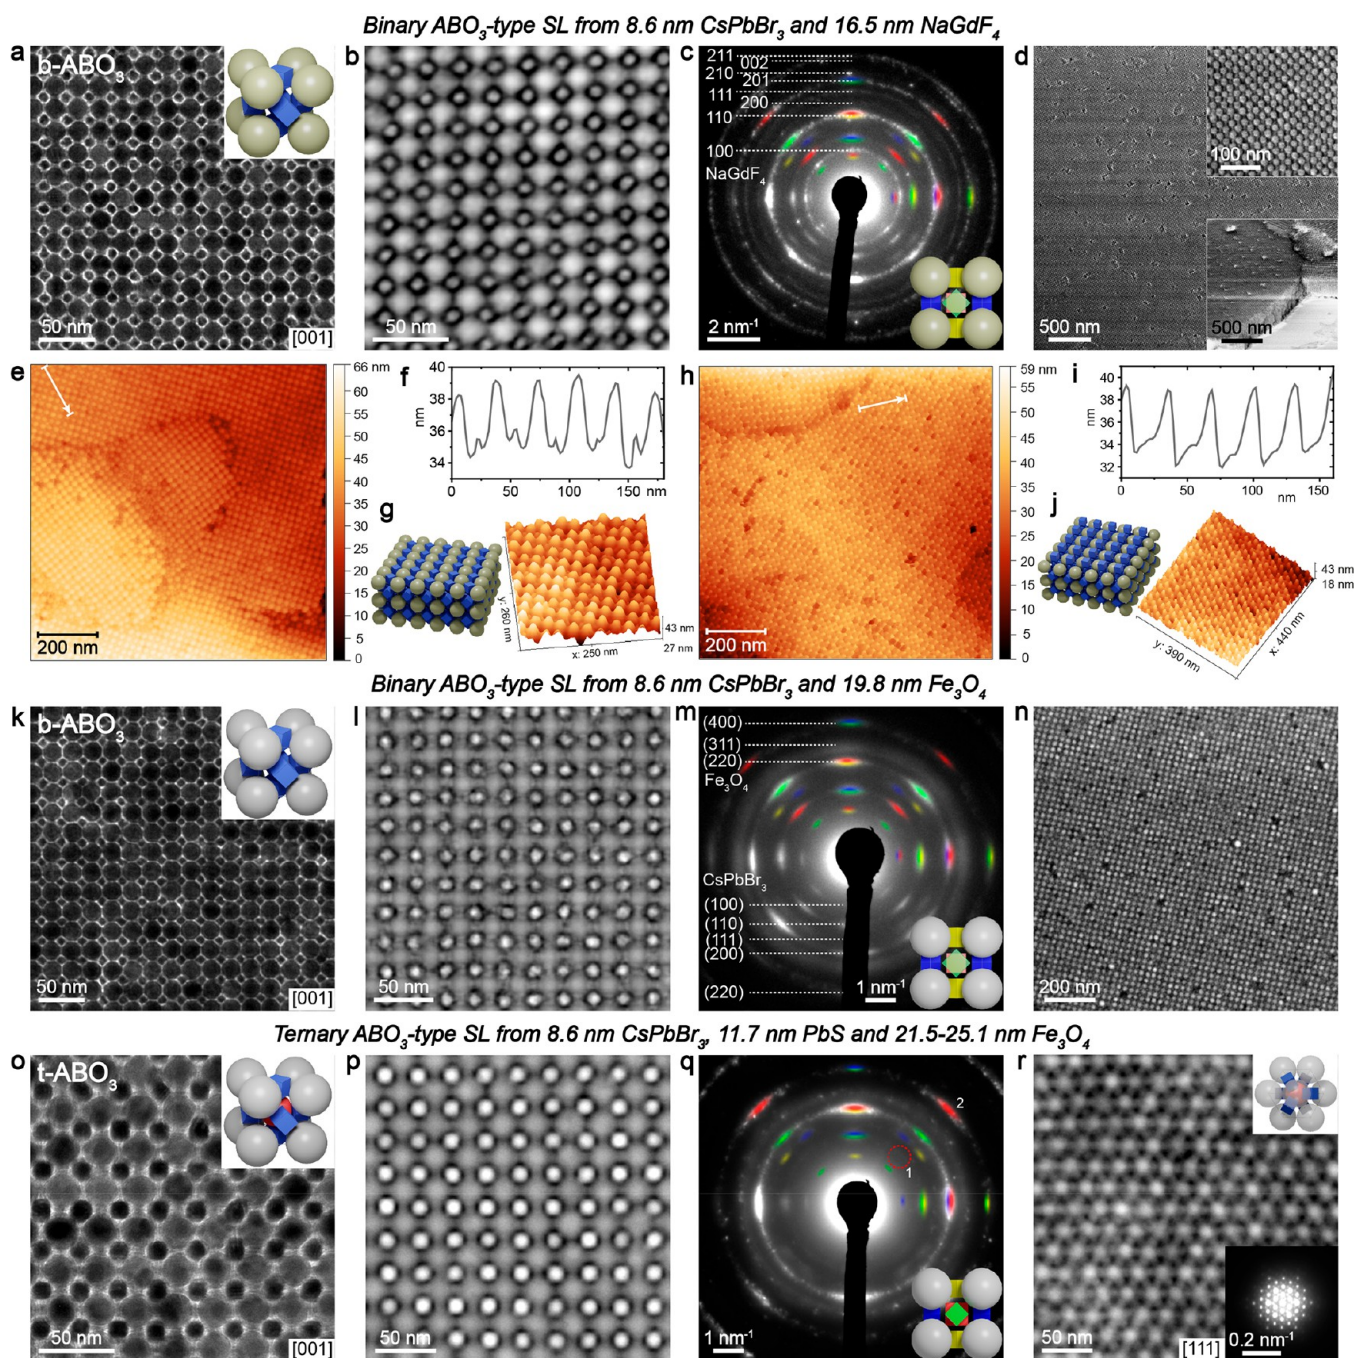 Binary ABO₃-type SL from 8.6 nm CsPbBr₃ and 16.5 nm NaGdF₄
a
b-ABO₃
50 nm
[001]
b
50 nm
c
211
002
210
201
111
200
110
100
NaGdF₄
2 nm⁻¹
d
100 nm
500 nm
500 nm
e
66 nm
60
55
50
45
40
35
30
25
20
15
10
5
0
200 nm
f
40
38
36
34
nm
0 50 100 150 nm
g
y: 260 nm
x: 250 nm
43 nm
27 nm
h
59 nm
55
50
45
40
35
30
25
20
15
10
5
0
200 nm
i
40
38
36
34
32
nm
0 50 100 150
nm
j
43 nm
18 nm
y: 390 nm
x: 440 nm
Binary ABO₃-type SL from 8.6 nm CsPbBr₃ and 19.8 nm Fe₃O₄
k
b-ABO₃
50 nm
[001]
l
50 nm
m
(400)
(311)
(220)
Fe₃O₄
CsPbBr₃
(100)
(110)
(111)
(200)
(220)
1 nm⁻¹
n
200 nm
Ternary ABO₃-type SL from 8.6 nm CsPbBr₃, 11.7 nm PbS and 21.5-25.1 nm Fe₃O₄
o
t-ABO₃
50 nm
[001]
p
50 nm
q
2
1
1 nm⁻¹
r
50 nm
[111]
0.2 nm⁻¹